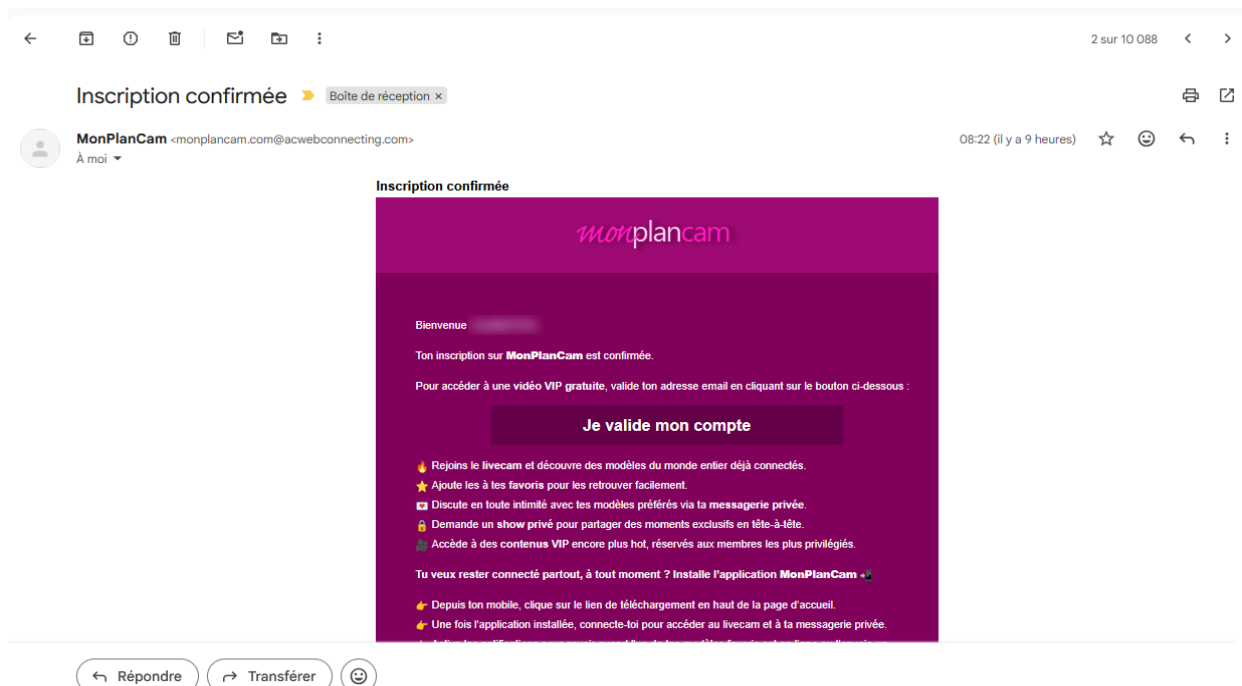 2 sur 10 088
Inscription confirmée Boîte de réception ×
MonPlanCam <monplancam.com@acwebconnecting.com> 08:22 (il y a 9 heures)
À moi
Inscription confirmée
monplancam
Bienvenue
Ton inscription sur MonPlanCam est confirmée.
Pour accéder à une vidéo VIP gratuite, valide ton adresse email en cliquant sur le bouton ci-dessous :
Je valide mon compte
🔥 Rejoins le livecam et découvre des modèles du monde entier déjà connectés.
⭐ Ajoute les à tes favoris pour les retrouver facilement.
💌 Discute en toute intimité avec tes modèles préférés via ta messagerie privée.
🔒 Demande un show privé pour partager des moments exclusifs en tête-à-tête.
🎥 Accède à des contenus VIP encore plus hot, réservés aux membres les plus privilégiés.
Tu veux rester connecté partout, à tout moment ? Installe l'application MonPlanCam 📲
👉 Depuis ton mobile, clique sur le lien de téléchargement en haut de la page d'accueil.
👉 Une fois l'application installée, connecte-toi pour accéder au livecam et à ta messagerie privée.
Répondre Transférer